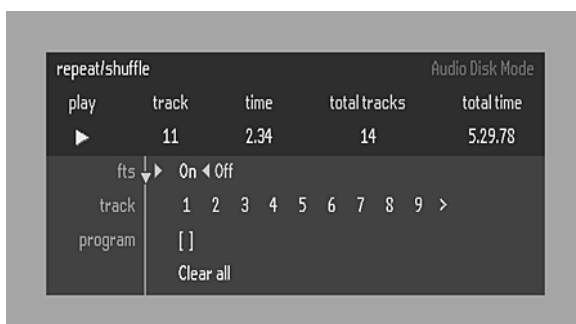 repeat/shuffle Audio Disk Mode
play track time total tracks total time
11 2.34 14 5.29.78
fts On Off
track 1 2 3 4 5 6 7 8 9 >
program [ ]
Clear all